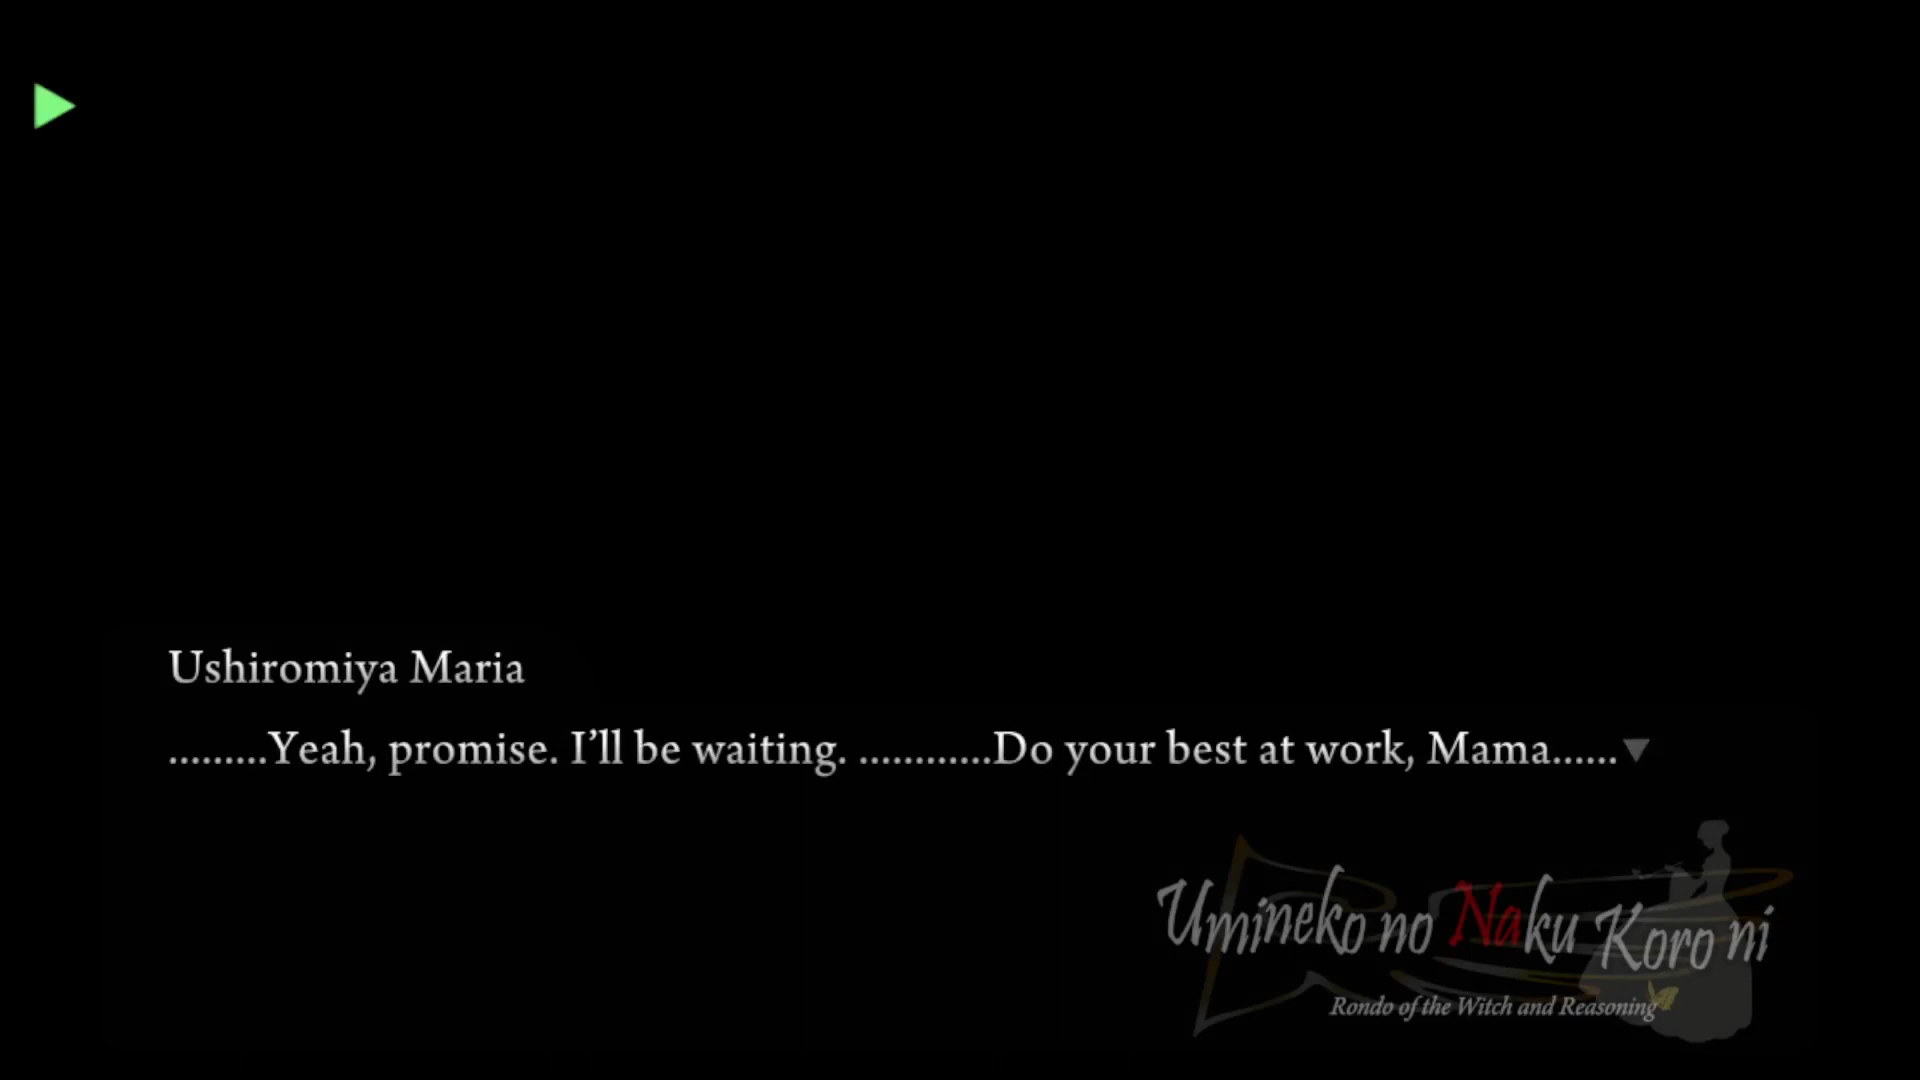 Ushiromiya Maria
.........Yeah, promise. I’ll be waiting. ............Do your best at work, Mama......
Umineko no Naku Koro ni
Rondo of the Witch and Reasoning